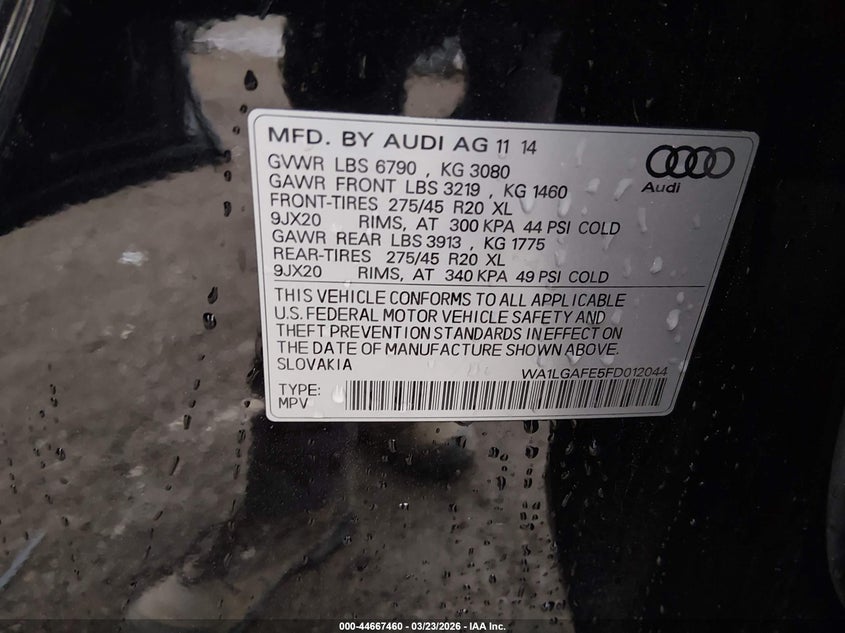 MFD. BY AUDI AG 11 14
GVWR LBS 6790 , KG 3080
GAWR FRONT LBS 3219 , KG 1460
FRONT-TIRES 275/45 R20 XL
9JX20 RIMS, AT 300 KPA 44 PSI COLD
GAWR REAR LBS 3913 , KG 1775
REAR-TIRES 275/45 R20 XL
9JX20 RIMS, AT 340 KPA 49 PSI COLD
Audi
THIS VEHICLE CONFORMS TO ALL APPLICABLE
U.S. FEDERAL MOTOR VEHICLE SAFETY AND
THEFT PREVENTION STANDARDS IN EFFECT ON
THE DATE OF MANUFACTURE SHOWN ABOVE.
SLOVAKIA WA1LGAFE5FD012044
TYPE:
MPV
000-44667460 - 03/23/2026 - IAA Inc.